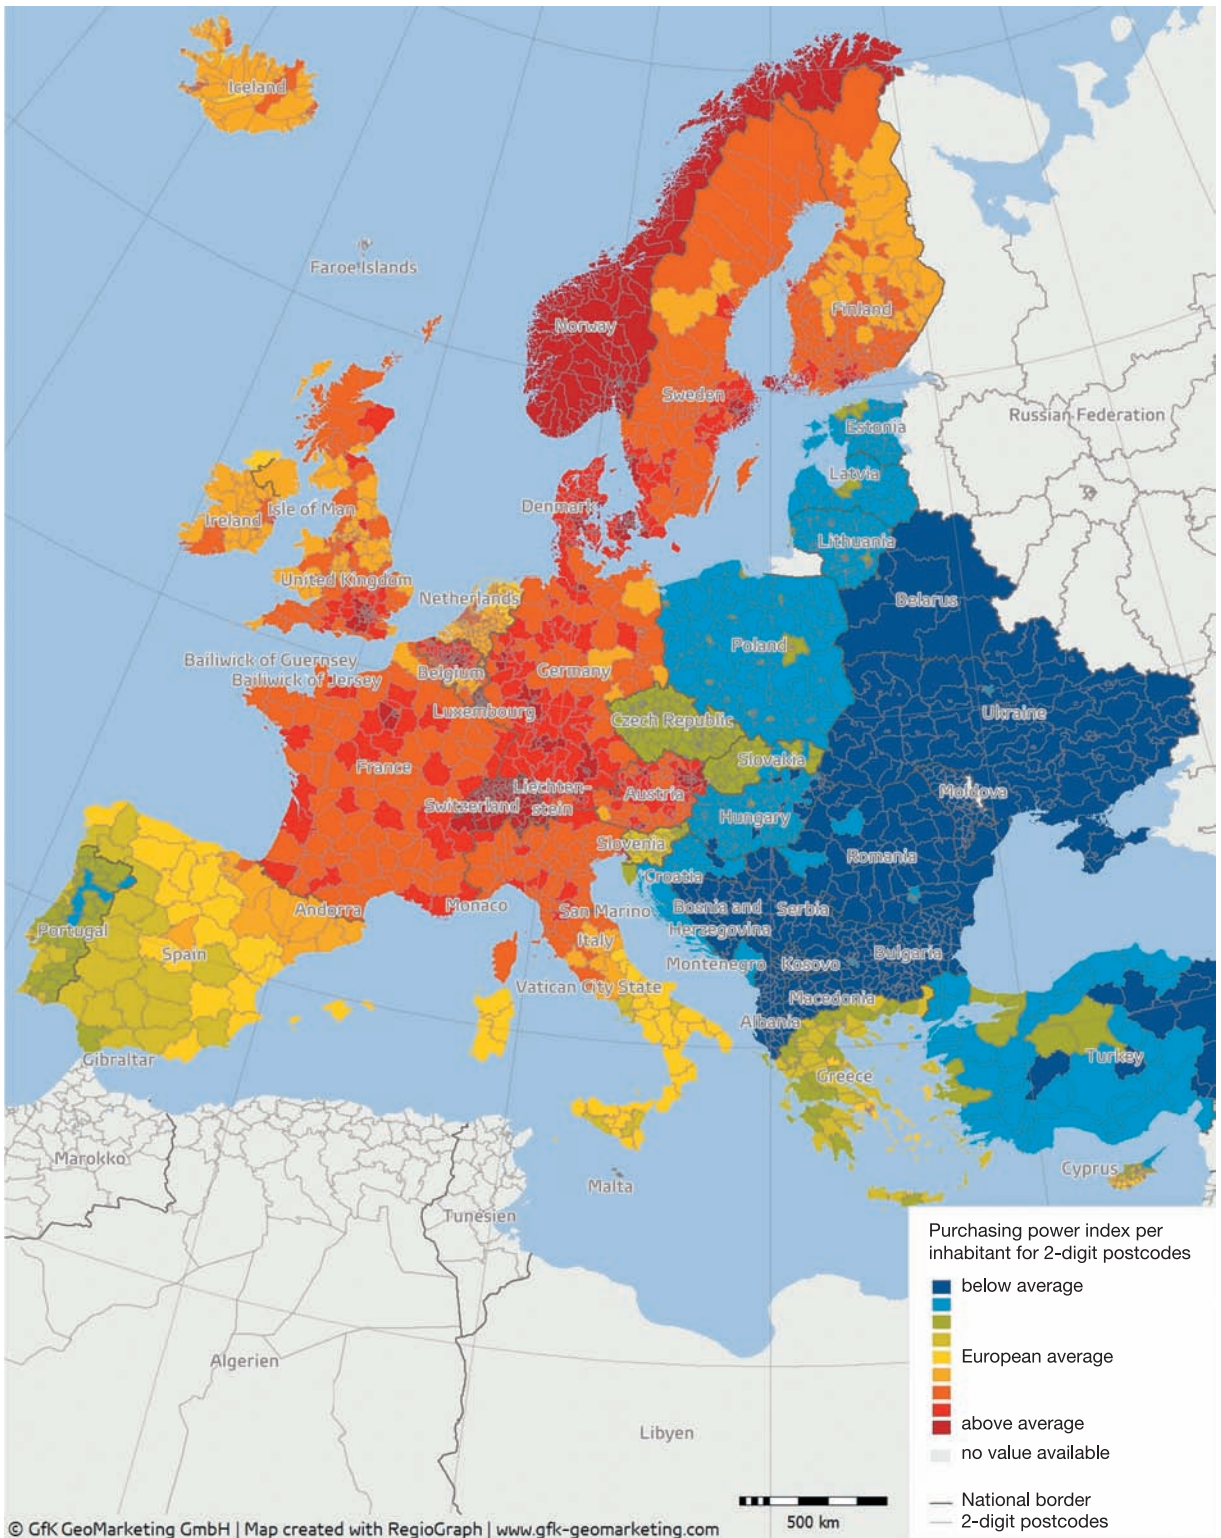 Iceland
Faroe Islands
Norway
Finland
Sweden
Russian Federation
Estonia
Latvia
Denmark
Isle of Man
Ireland
Lithuania
United Kingdom
Netherlands
Belarus
Poland
Bailiwick of Guernsey
Bailiwick of Jersey
Belgium
Germany
Luxembourg
Czech Republic
Ukraine
Slovakia
France
Switzerland
Liechten-
stein
Austria
Moldova
Hungary
Slovenia
Romania
Croatia
Andorra
Monaco
San Marino
Bosnia and
Herzegovina
Serbia
Portugal
Spain
Italy
Montenegro
Kosovo
Bulgaria
Vatican City State
Macedonia
Albania
Gibraltar
Turkey
Greece
Marokko
Malta
Cyprus
Tunesien
Algerien
Libyen
Purchasing power index per
inhabitant for 2-digit postcodes
below average
European average
above average
no value available
National border
2-digit postcodes
500 km
© GfK GeoMarketing GmbH | Map created with RegioGraph | www.gfk-geomarketing.com